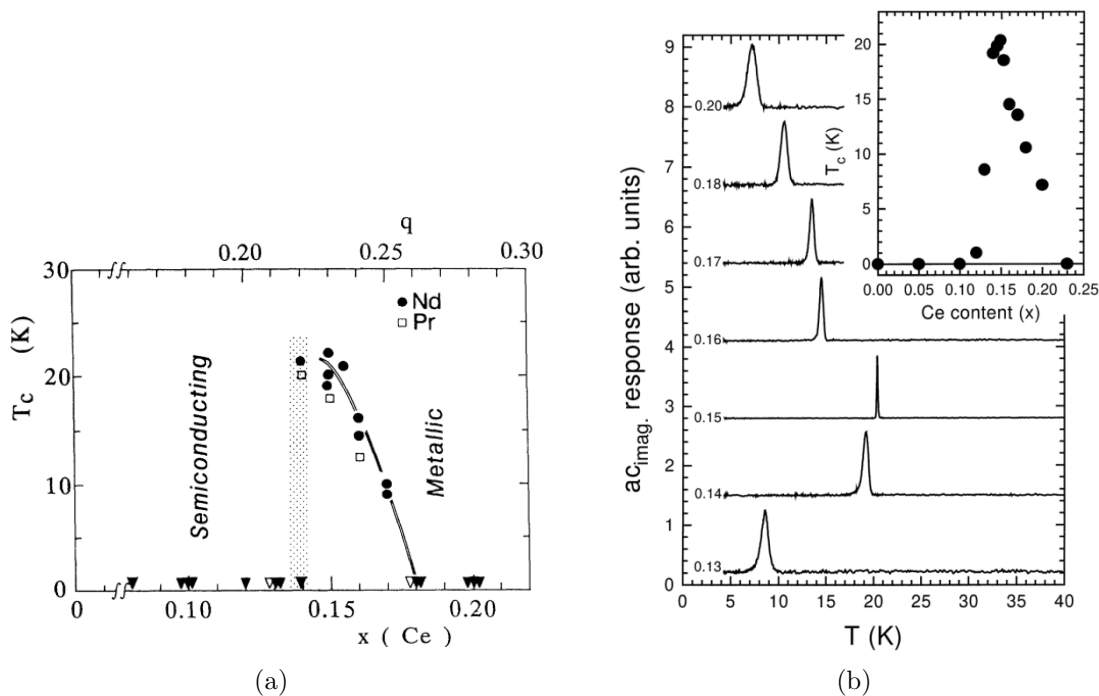 q
0.20 0.25 0.30
30
20
10
0
T_c (K)
Nd
Pr
Semiconducting
Metallic
0 0.10 0.15 0.20
x ( Ce )
(a)
9
8
7
6
5
4
3
2
1
0
ac_imag. response (arb. units)
0.20
0.18
0.17
0.16
0.15
0.14
0.13
0 5 10 15 20 25 30 35 40
T (K)
20
15
10
5
0
T_c (K)
0.00 0.05 0.10 0.15 0.20 0.25
Ce content (x)
(b)